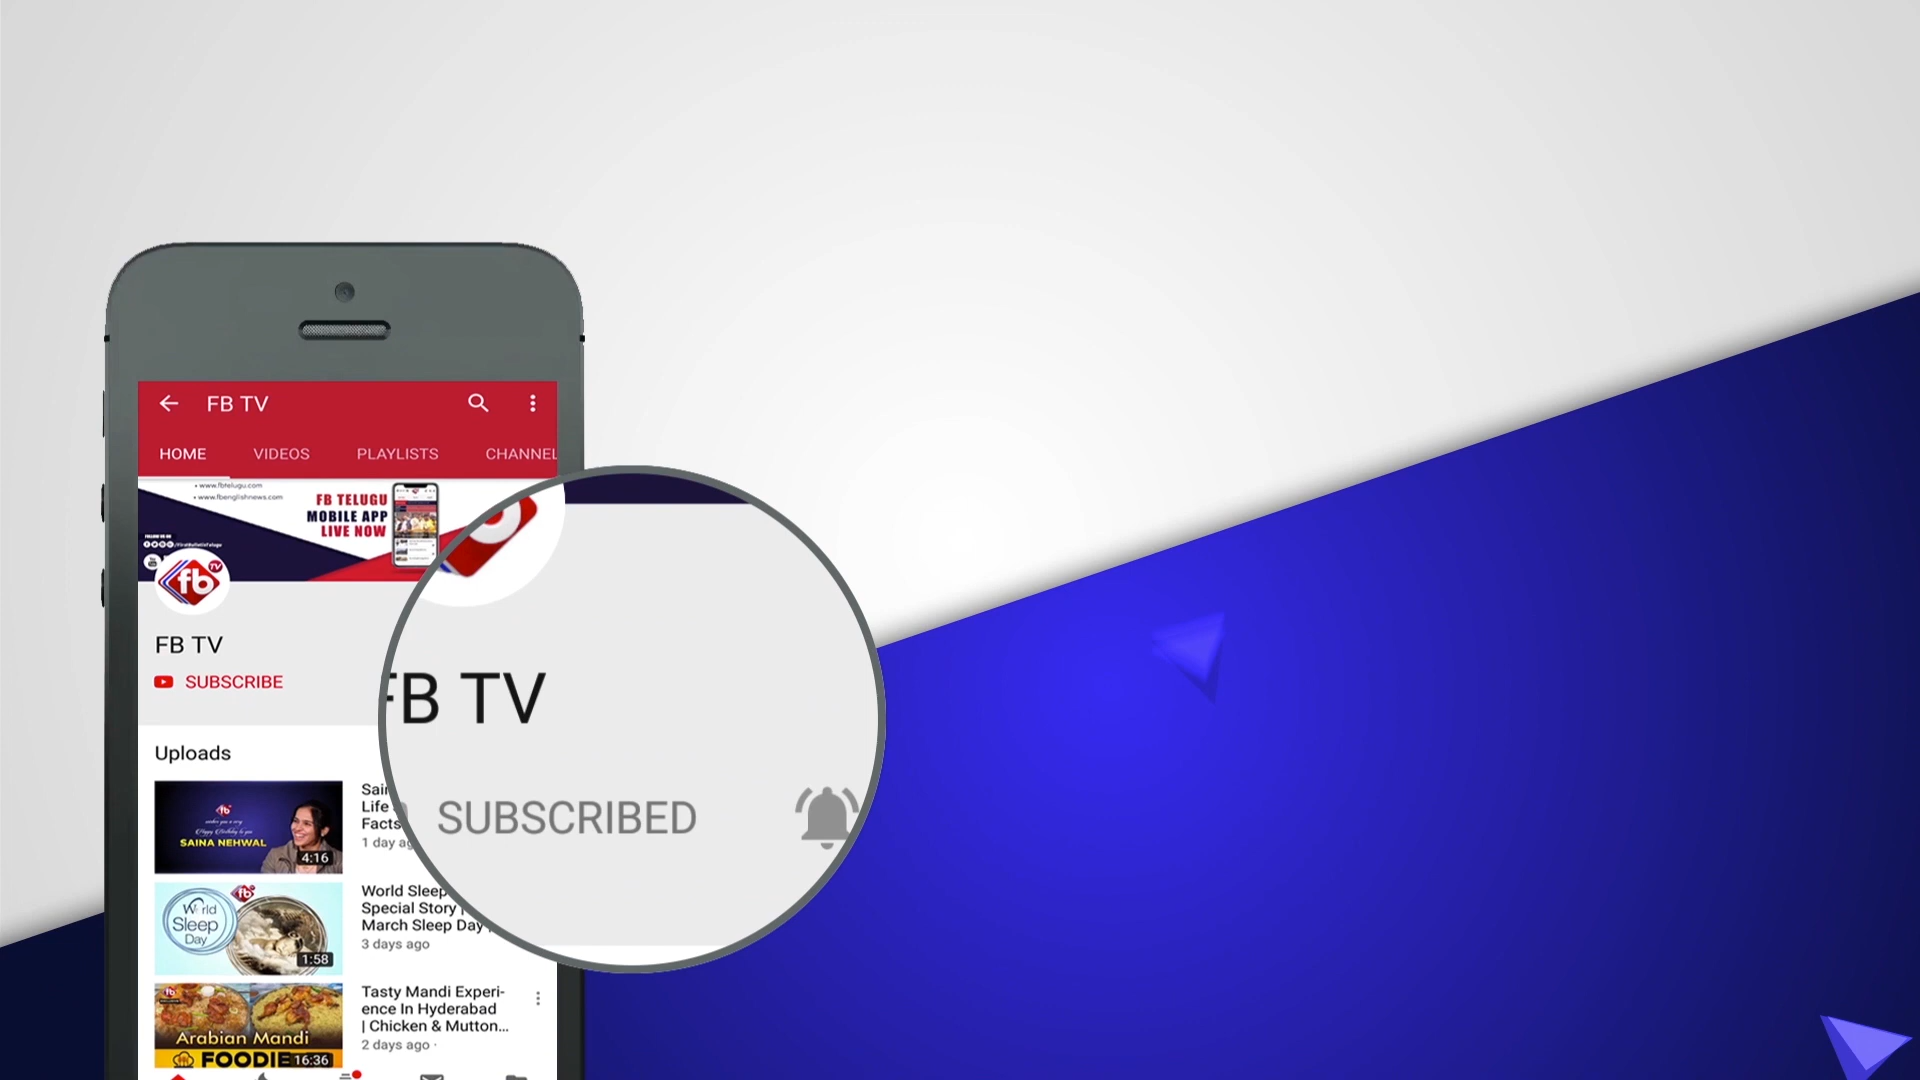 FB TV
HOME VIDEOS PLAYLISTS CHANNEL
• www.fbtelugu.com
• www.fbenglishnews.com
FB TELUGU
MOBILE APP
LIVE NOW
fb TV
FB TV
SUBSCRIBE
FB TV
SUBSCRIBED
Uploads
fb
SAINA NEHWAL
4:16
Life
Facts
1 day ag
fb
World
Sleep
Day
1:58
World Sleep
Special Story |
March Sleep Day
3 days ago
fb
Arabian Mandi
FOODIE
16:36
Tasty Mandi Experi-
ence In Hyderabad
| Chicken & Mutton...
2 days ago ·